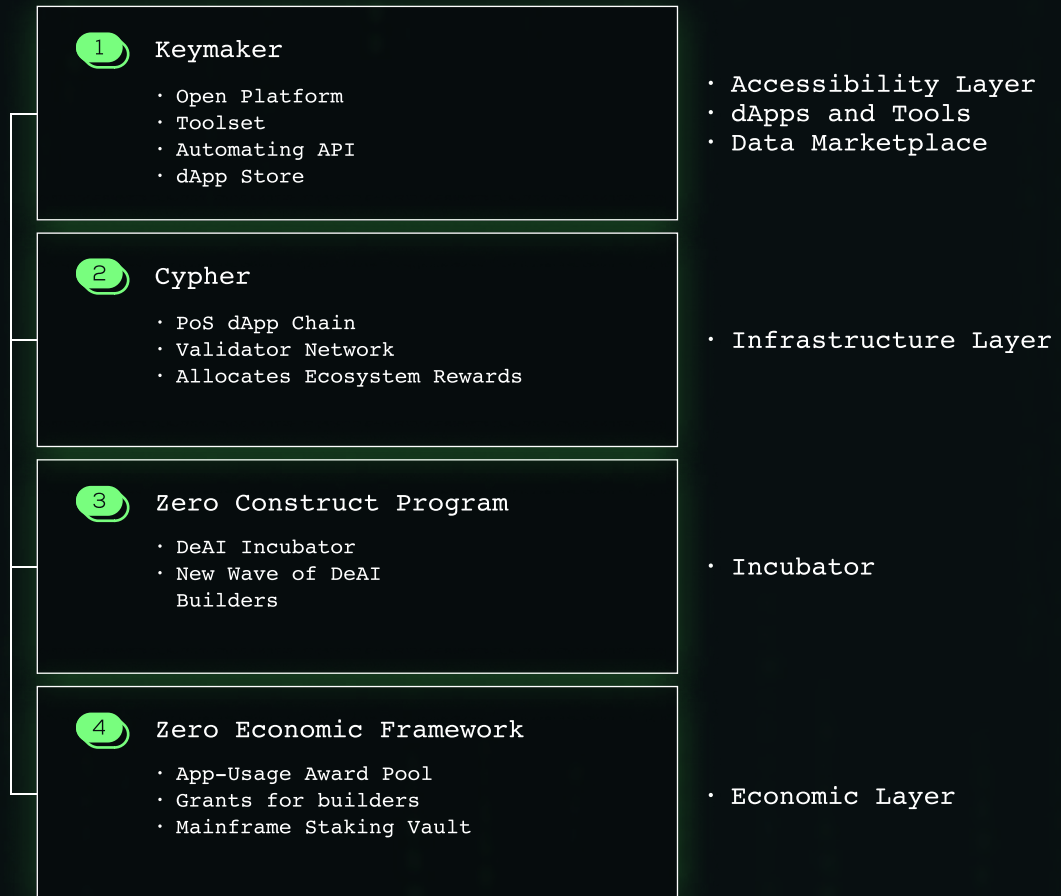 1 Keymaker
· Open Platform
· Toolset
· Automating API
· dApp Store
· Accessibility Layer
· dApps and Tools
· Data Marketplace
2 Cypher
· PoS dApp Chain
· Validator Network
· Allocates Ecosystem Rewards
· Infrastructure Layer
3 Zero Construct Program
· DeAI Incubator
· New Wave of DeAI
Builders
· Incubator
4 Zero Economic Framework
· App-Usage Award Pool
· Grants for builders
· Mainframe Staking Vault
· Economic Layer